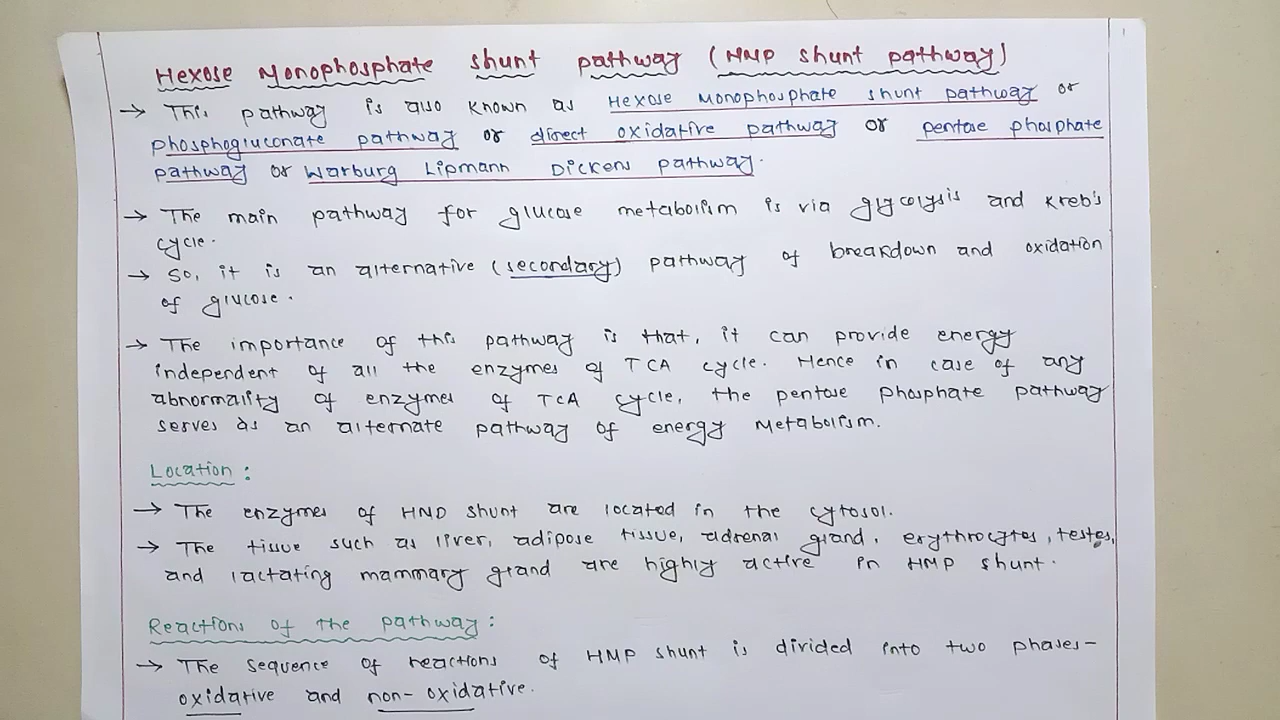 Hexose Monophosphate shunt pathway (HMP shunt pathway)
→ This pathway is also known as Hexose Monophosphate shunt pathway or
phosphogluconate pathway or direct oxidative pathway or pentose phosphate
pathway or Warburg Lipmann Dickens pathway.
→ The main pathway for glucose metabolism is via glycolysis and Kreb's
cycle.
→ So, it is an alternative (secondary) pathway of breakdown and oxidation
of glucose.
→ The importance of this pathway is that, it can provide energy
independent of all the enzymes of TCA cycle. Hence in case of any
abnormality of enzymes of TCA cycle, the pentose phosphate pathway
serves as an alternate pathway of energy metabolism.
Location :
→ The enzymes of HMP shunt are located in the cytosol.
→ The tissue such as liver, adipose tissue, adrenal gland, erythrocytes, testes,
and lactating mammary gland are highly active in HMP shunt.
Reactions of the pathway :
→ The sequence of reactions of HMP shunt is divided into two phases-
oxidative and non-oxidative.